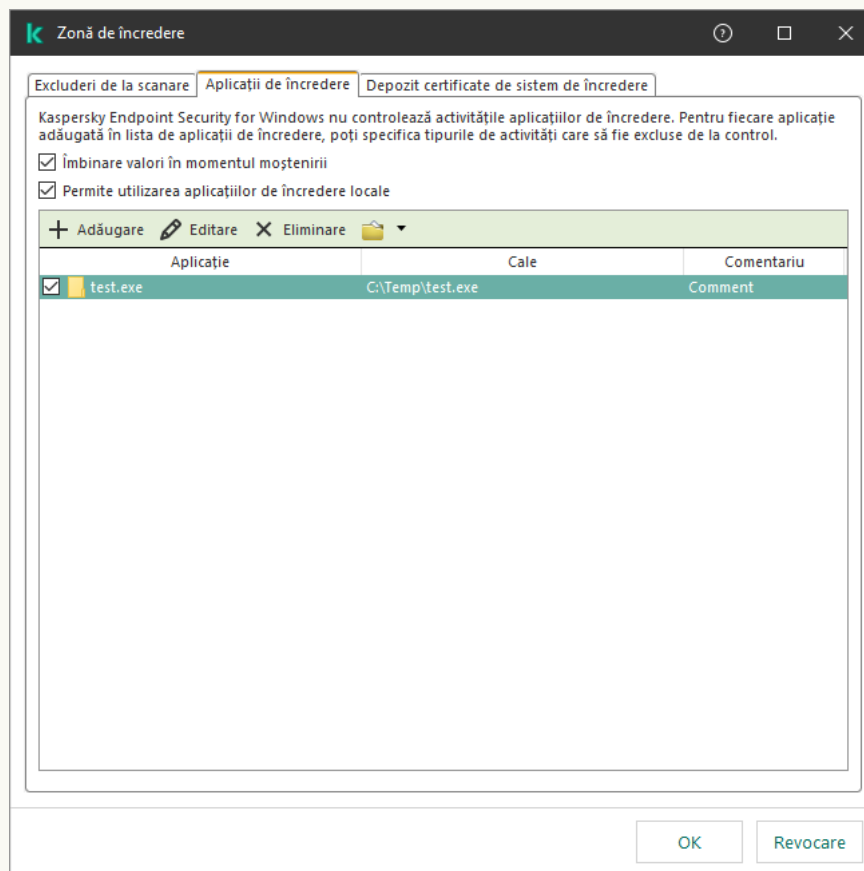 Zonă de încredere
Excluderi de la scanare Aplicații de încredere Depozit certificate de sistem de încredere
Kaspersky Endpoint Security for Windows nu controlează activitățile aplicațiilor de încredere. Pentru fiecare aplicație
adăugată în lista de aplicații de încredere, poți specifica tipurile de activități care să fie excluse de la control.
Îmbinare valori în momentul moștenirii
Permite utilizarea aplicațiilor de încredere locale
Adăugare Editare Eliminare
Aplicație Cale Comentariu
test.exe C:\Temp\test.exe Comment
OK Revocare